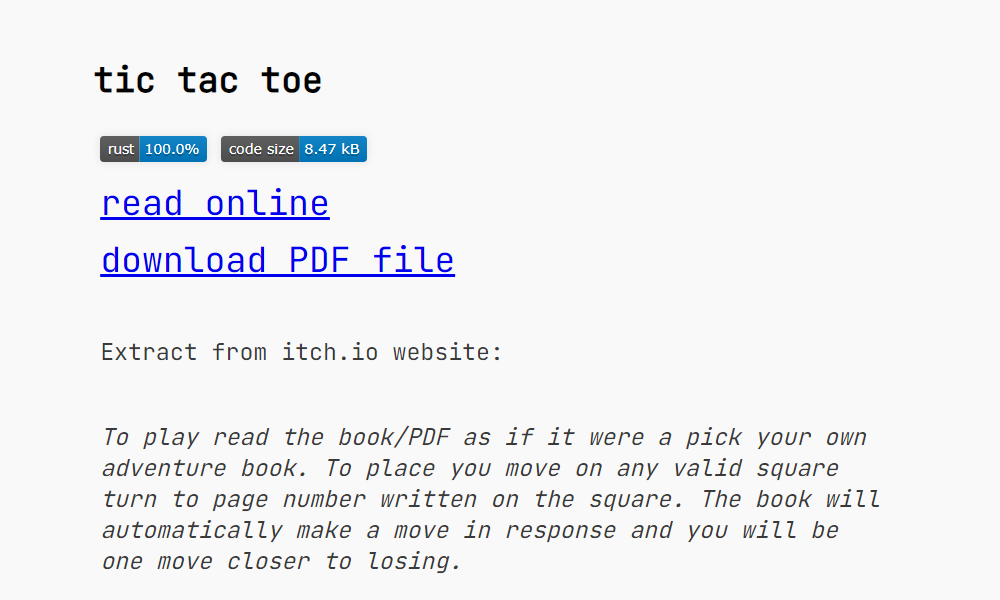 tic tac toe
rust 100.0% code size 8.47 kB
read online
download PDF file
Extract from itch.io website:
To play read the book/PDF as if it were a pick your own
adventure book. To place you move on any valid square
turn to page number written on the square. The book will
automatically make a move in response and you will be
one move closer to losing.